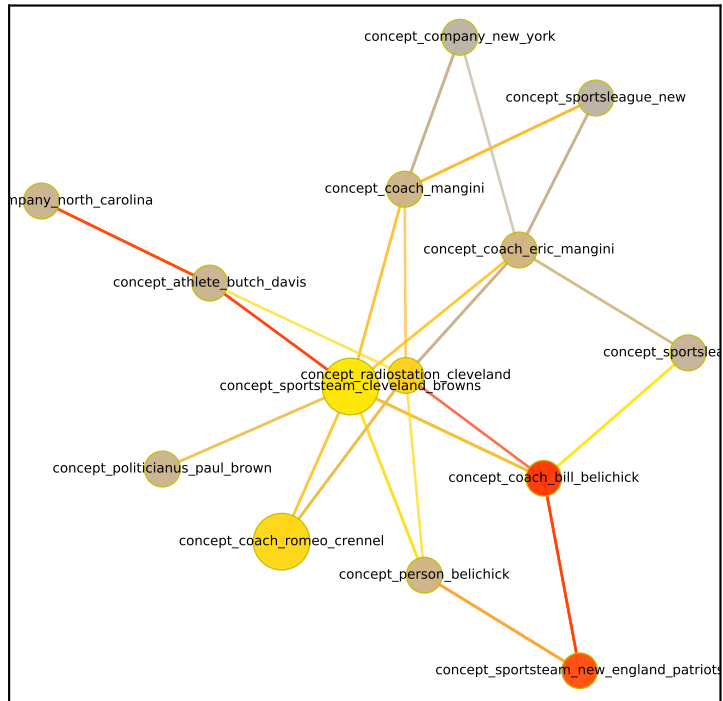 concept_company_new_york
concept_sportsleague_new
concept_coach_mangini
mpany_north_carolina
concept_coach_eric_mangini
concept_athlete_butch_davis
concept_sportslea
concept_radiostation_cleveland
concept_sportsteam_cleveland_browns
concept_politicianus_paul_brown
concept_coach_bill_belichick
concept_coach_romeo_crennel
concept_person_belichick
concept_sportsteam_new_england_patriots